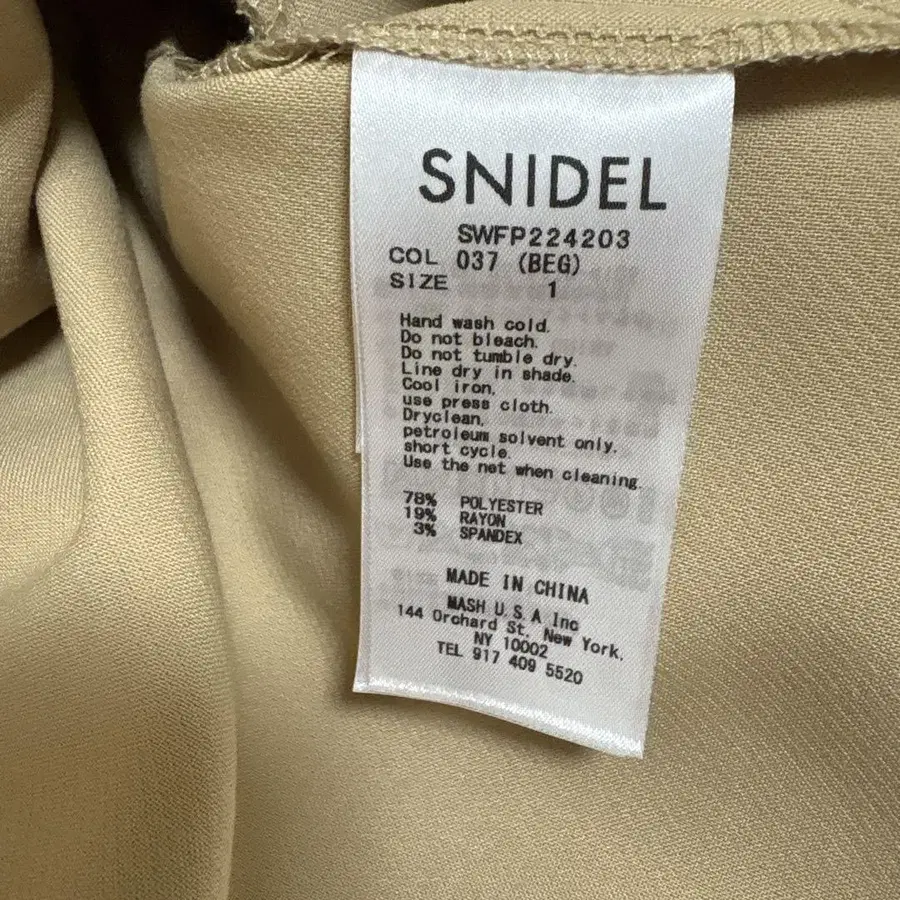 SNIDEL
SWFP224203
COL 037 (BEG)
SIZE 1
Hand wash cold.
Do not bleach.
Do not tumble dry.
Line dry in shade.
Cool iron,
use press cloth.
Dryclean,
petroleum solvent only.
short cycle.
Use the net when cleaning.
78% POLYESTER
19% RAYON
3% SPANDEX
MADE IN CHINA
MASH U.S.A Inc
144 Orchard St. New York.
NY 10002
TEL 917 409 5520